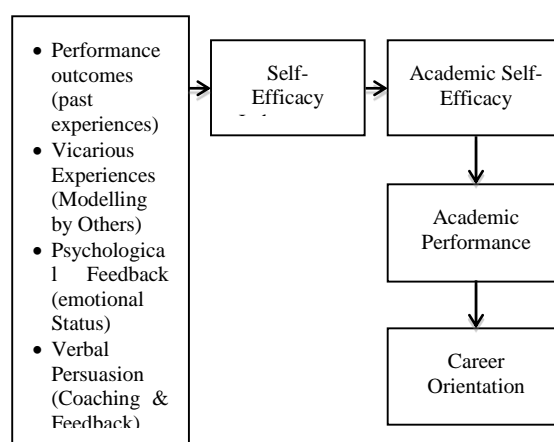 • Performance
outcomes
(past
experiences)
• Vicarious
Experiences
(Modelling
by Others)
• Psychologica
l Feedback
(emotional
Status)
• Verbal
Persuasion
(Coaching &
Feedback)
Self-
Efficacy
Academic Self-
Efficacy
Academic
Performance
Career
Orientation